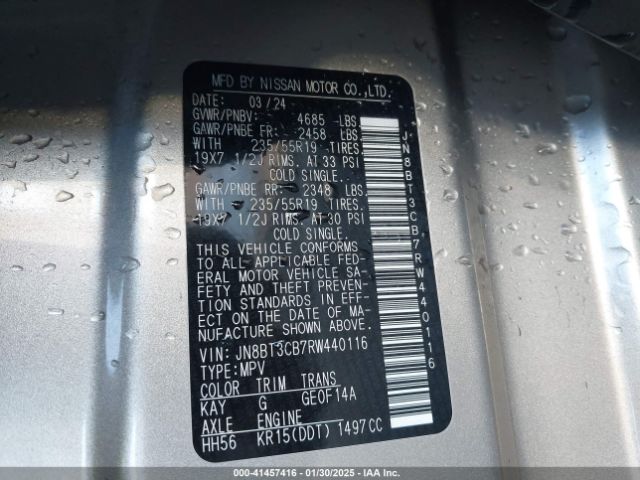 MFD BY NISSAN MOTOR CO.,LTD.
DATE: 03/24
GVWR/PNBV: 4685 LBS
GAWR/PNBE FR: 2458 LBS
WITH 235/55R19 TIRES
19X7 1/2J RIMS. AT 33 PSI
COLD SINGLE.
GAWR/PNBE RR: 2348 LBS
WITH 235/55R19 TIRES.
19X7 1/2J RIMS. AT 30 PSI
COLD SINGLE.
THIS VEHICLE CONFORMS
TO ALL APPLICABLE FED-
ERAL MOTOR VEHICLE SA-
FETY AND THEFT PREVEN-
TION STANDARDS IN EFF-
ECT ON THE DATE OF MA-
NUFACTURE SHOWN ABOVE.
VIN: JN8BT3CB7RW440116
TYPE:MPV
COLOR TRIM TRANS
KAY G GE0F14A
AXLE ENGINE
HH56 KR15(DDT) 1497CC
JN8BT3CB7RW440116
000-41457416 - 01/30/2025 - IAA Inc.